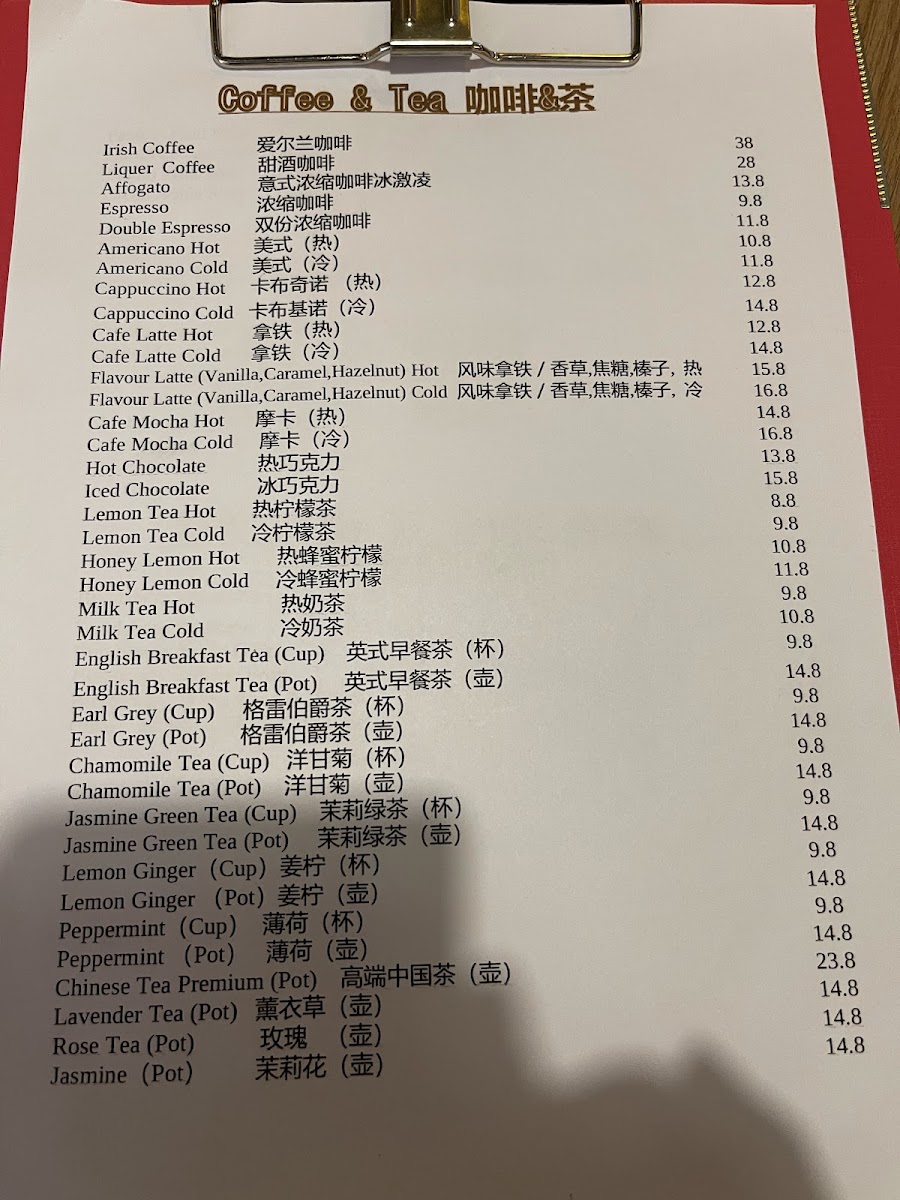 Coffee & Tea 咖啡&茶
Irish Coffee 爱尔兰咖啡 38
Liquer Coffee 甜酒咖啡 28
Affogato 意式浓缩咖啡冰激凌 13.8
Espresso 浓缩咖啡 9.8
Double Espresso 双份浓缩咖啡 11.8
Americano Hot 美式（热） 10.8
Americano Cold 美式（冷） 11.8
Cappuccino Hot 卡布奇诺 （热） 12.8
Cappuccino Cold 卡布基诺（冷） 14.8
Cafe Latte Hot 拿铁（热） 12.8
Cafe Latte Cold 拿铁（冷） 14.8
Flavour Latte (Vanilla,Caramel,Hazelnut) Hot 风味拿铁 / 香草,焦糖,榛子, 热 15.8
Flavour Latte (Vanilla,Caramel,Hazelnut) Cold 风味拿铁 / 香草,焦糖,榛子, 冷 16.8
Cafe Mocha Hot 摩卡（热） 14.8
Cafe Mocha Cold 摩卡（冷） 16.8
Hot Chocolate 热巧克力 13.8
Iced Chocolate 冰巧克力 15.8
Lemon Tea Hot 热柠檬茶 8.8
Lemon Tea Cold 冷柠檬茶 9.8
Honey Lemon Hot 热蜂蜜柠檬 10.8
Honey Lemon Cold 冷蜂蜜柠檬 11.8
Milk Tea Hot 热奶茶 9.8
Milk Tea Cold 冷奶茶 10.8
English Breakfast Tea (Cup) 英式早餐茶（杯） 9.8
English Breakfast Tea (Pot) 英式早餐茶（壶） 14.8
Earl Grey (Cup) 格雷伯爵茶（杯） 9.8
Earl Grey (Pot) 格雷伯爵茶（壶） 14.8
Chamomile Tea (Cup) 洋甘菊（杯） 9.8
Chamomile Tea (Pot) 洋甘菊（壶） 14.8
Jasmine Green Tea (Cup) 茉莉绿茶（杯） 9.8
Jasmine Green Tea (Pot) 茉莉绿茶（壶） 14.8
Lemon Ginger（Cup）姜柠（杯） 9.8
Lemon Ginger （Pot）姜柠（壶） 14.8
Peppermint（Cup） 薄荷（杯） 9.8
Peppermint （Pot） 薄荷（壶） 14.8
Chinese Tea Premium (Pot) 高端中国茶（壶） 23.8
Lavender Tea (Pot) 薰衣草（壶） 14.8
Rose Tea (Pot) 玫瑰 （壶） 14.8
Jasmine（Pot） 茉莉花（壶） 14.8